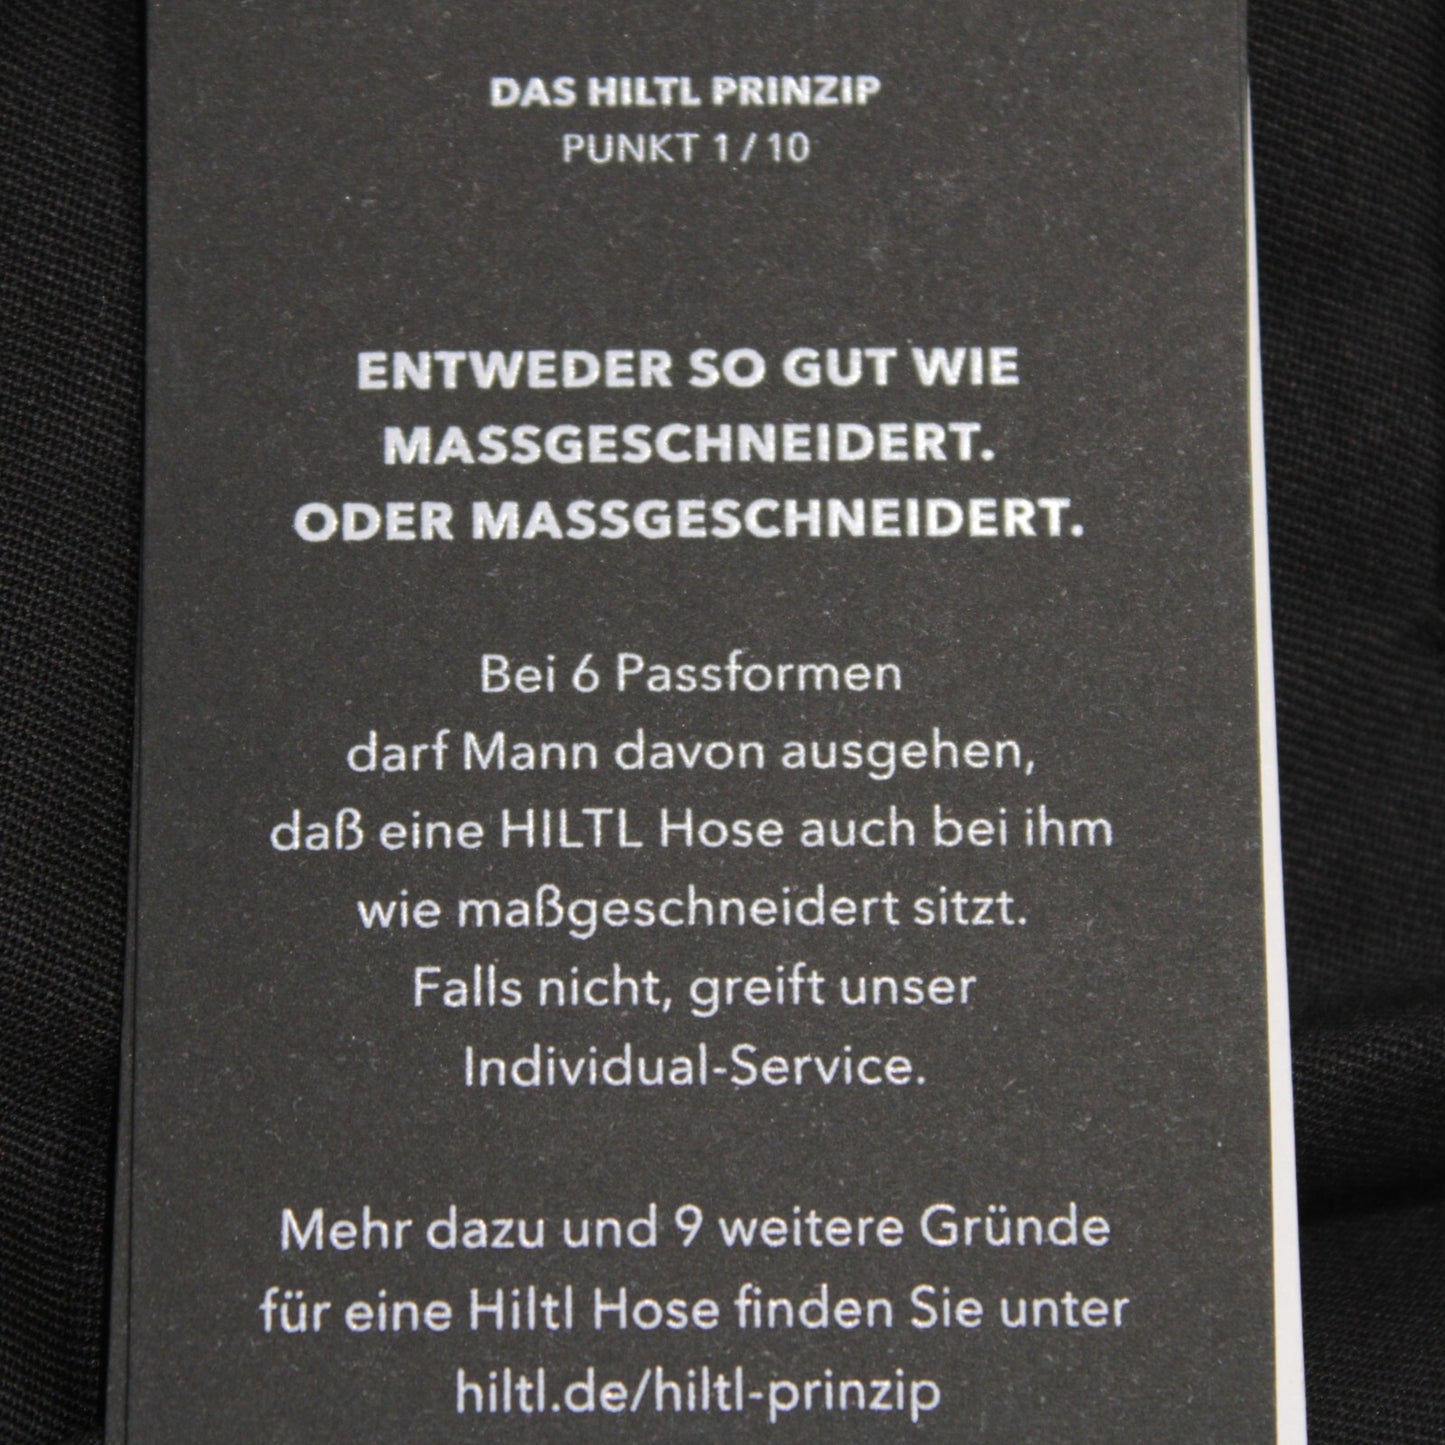 DAS HILTL PRINZIP
PUNKT 1/10
ENTWEDER SO GUT WIE
MASSGESCHNEIDERT.
ODER MASSGESCHNEIDERT.
Bei 6 Passformen
darf Mann davon ausgehen,
daß eine HILTL Hose auch bei ihm
wie maßgeschneidert sitzt.
Falls nicht, greift unser
Individual-Service.
Mehr dazu und 9 weitere Gründe
für eine Hiltl Hose finden Sie unter
hiltl.de/hiltl-prinzip